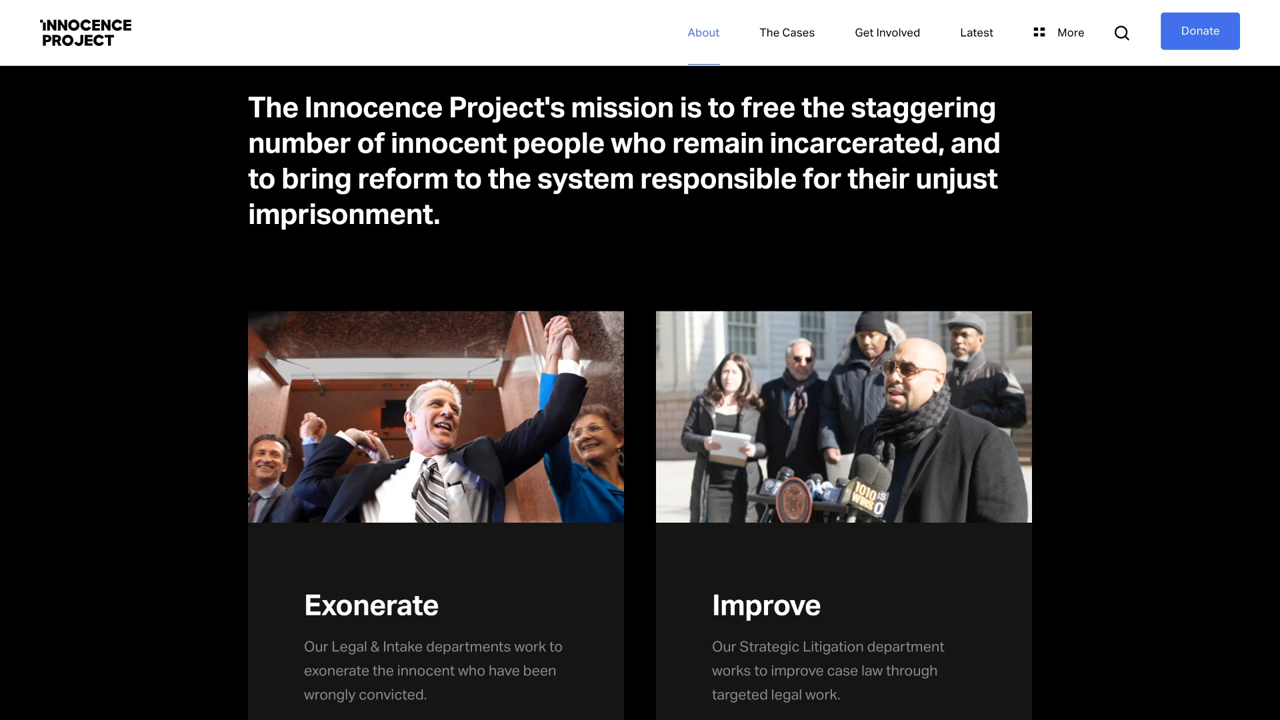 INNOCENCE
PROJECT
About
The Cases
Get Involved
Latest
More
Donate
The Innocence Project's mission is to free the staggering
number of innocent people who remain incarcerated, and
to bring reform to the system responsible for their unjust
imprisonment.
1010
WINS
Exonerate
Our Legal & Intake departments work to
exonerate the innocent who have been
wrongly convicted.
Improve
Our Strategic Litigation department
works to improve case law through
targeted legal work.